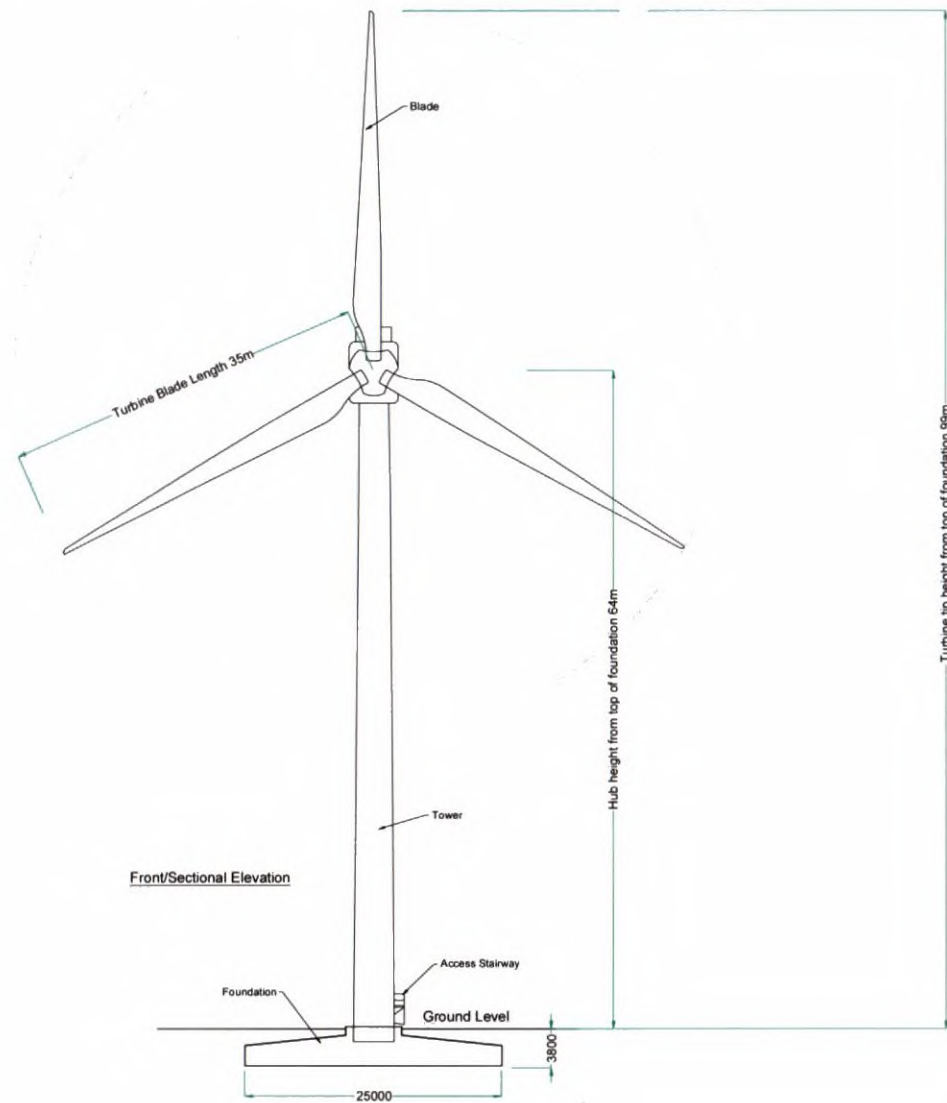 Blade
Turbine Blade Length 35m
Turbine tip height from top of foundation 99m
Hub height from top of foundation 64m
Tower
Front/Sectional Elevation
Access Stairway
Foundation
Ground Level
3800
25000